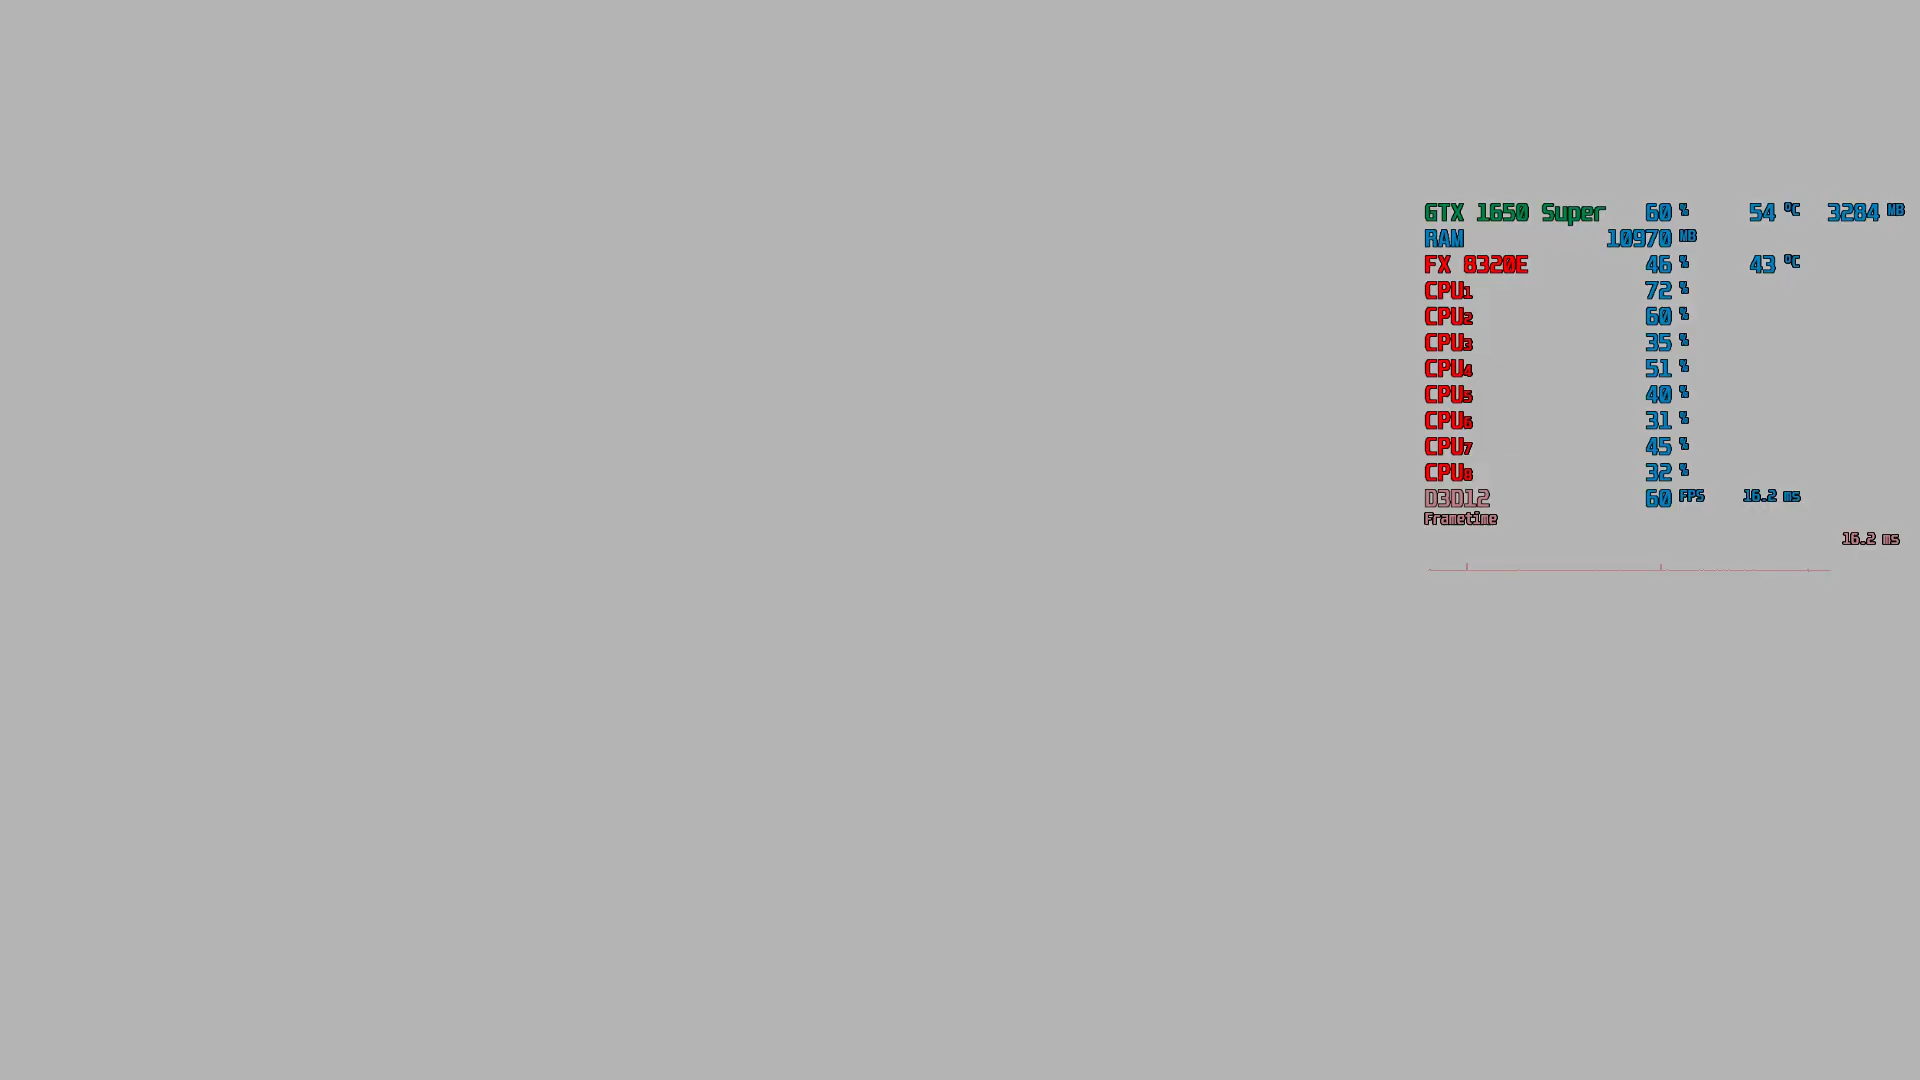 GTX 1650 Super 60 % 54 °C 3284 MB
RAM 10970 MB
FX 8320E 46 % 43 °C
CPU1 72 %
CPU2 60 %
CPU3 35 %
CPU4 51 %
CPU5 40 %
CPU6 31 %
CPU7 45 %
CPU8 32 %
D3D12 60 FPS 16.2 ms
Frametime
16.2 ms